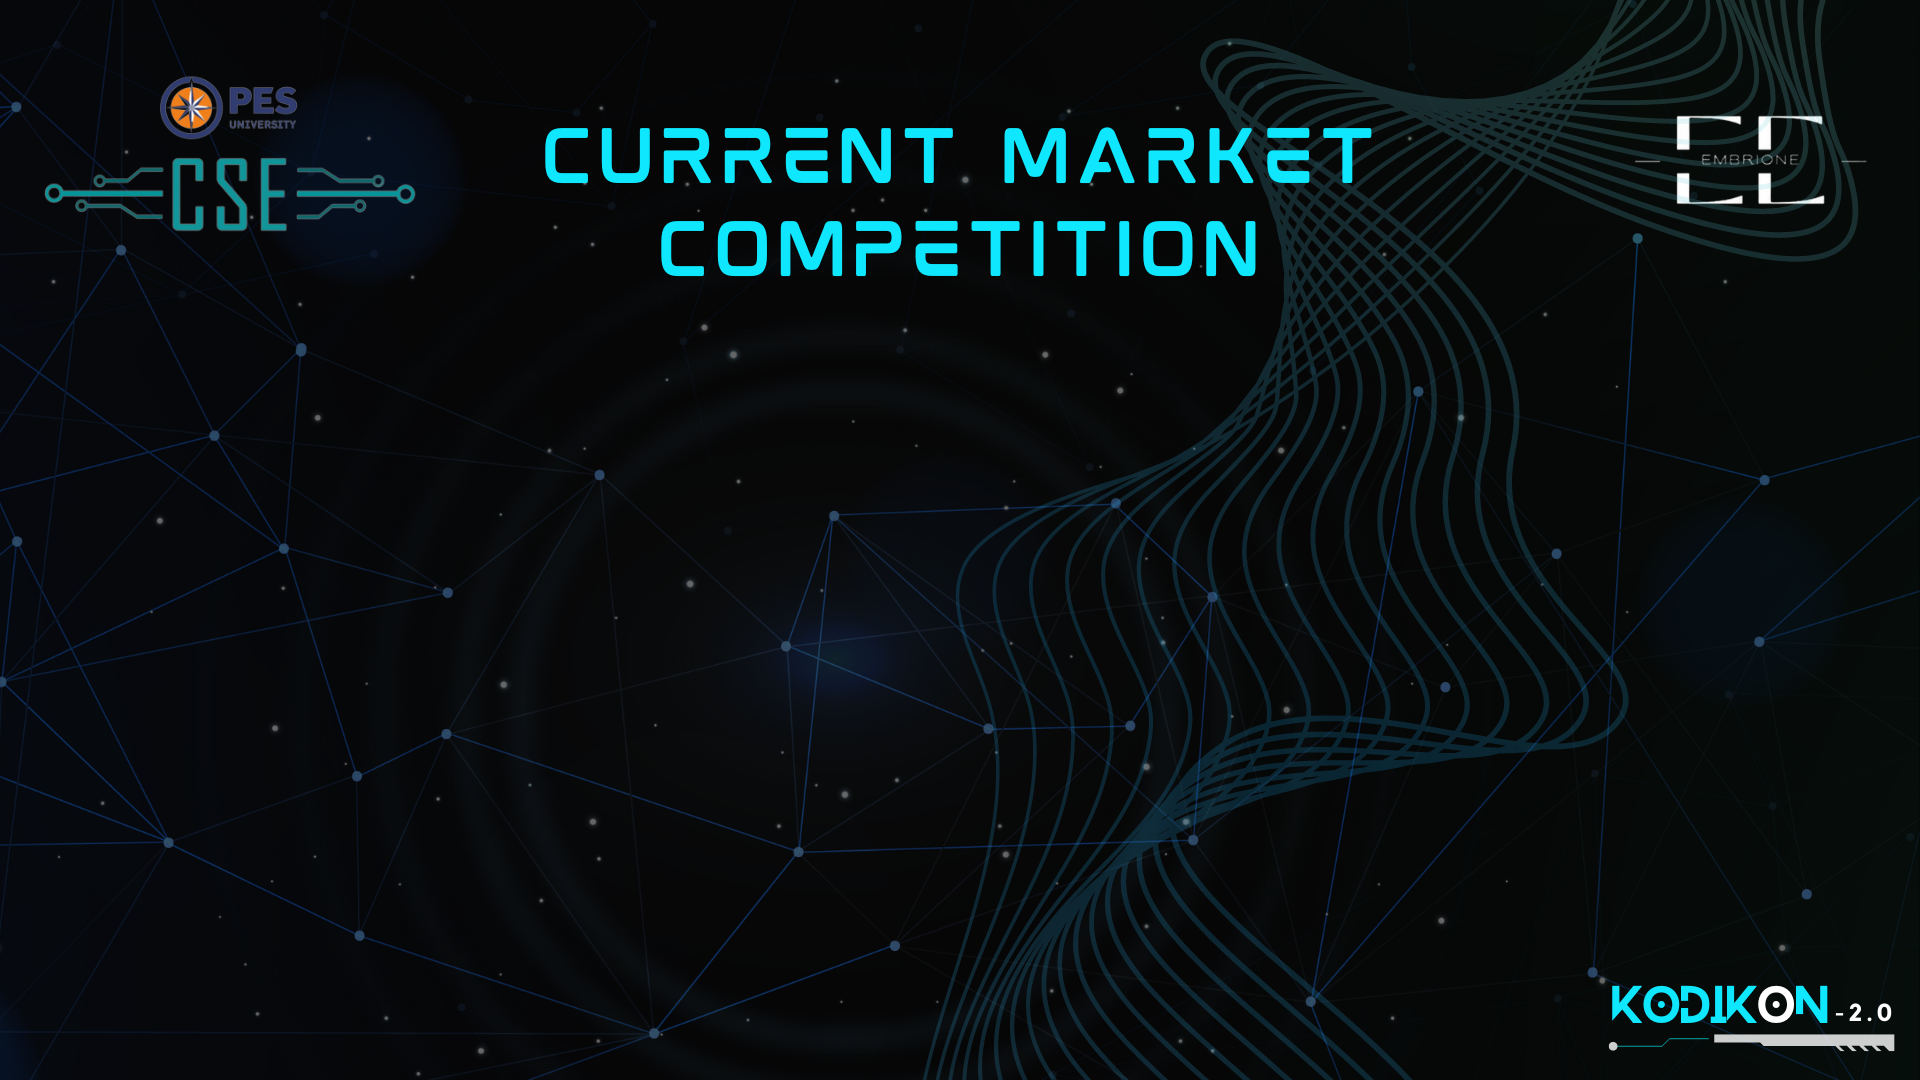 PES
UNIVERSITY
CSE
CURRENT MARKET
COMPETITION
EMBRIONE
KODIKON - 2.0